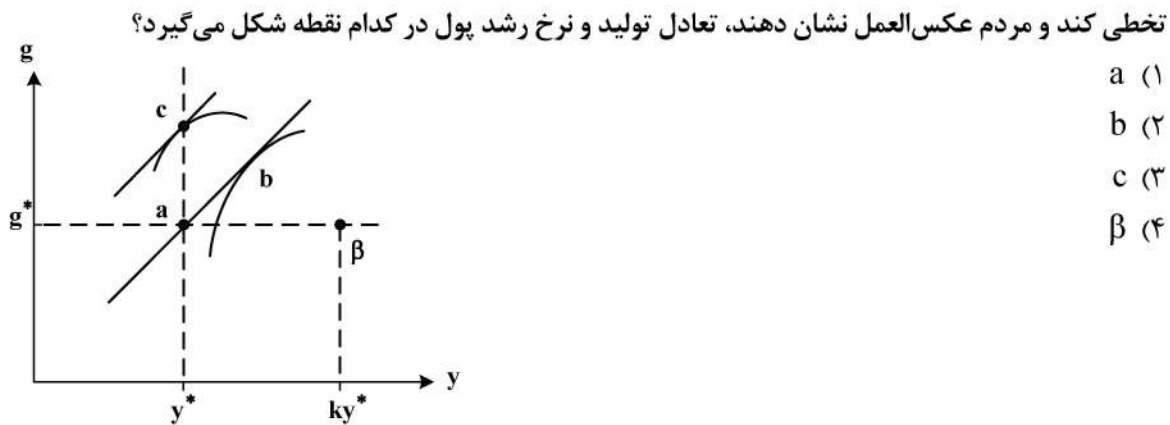 تخطی کند و مردم عکس‌العمل نشان دهند، تعادل تولید و نرخ رشد پول در کدام نقطه شکل می‌گیرد؟
a (۱
b (۲
c (۳
β (۴
g
c
b
a
g*
β
y
y*
ky*